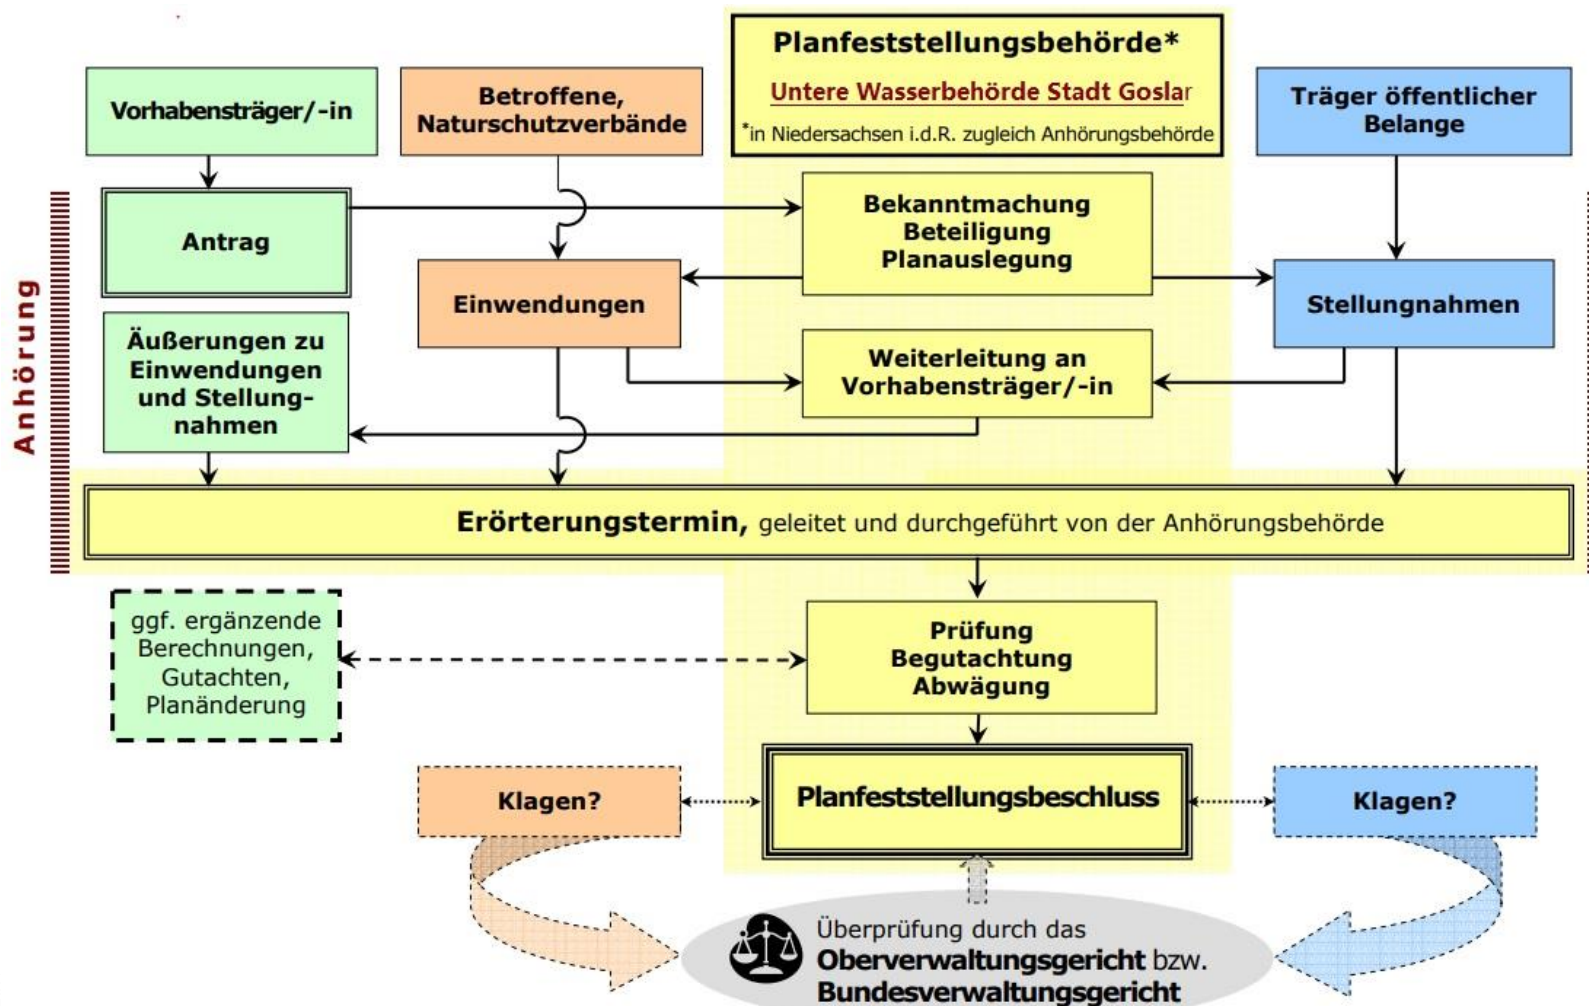 Planfeststellungsbehörde*
Untere Wasserbehörde Stadt Goslar
*in Niedersachsen i.d.R. zugleich Anhörungsbehörde
Vorhabensträger/-in
Betroffene,
Naturschutzverbände
Träger öffentlicher
Belange
Anhörung
Antrag
Bekanntmachung
Beteiligung
Planauslegung
Einwendungen
Stellungnahmen
Äußerungen zu
Einwendungen
und Stellung-
nahmen
Weiterleitung an
Vorhabensträger/-in
Erörterungstermin, geleitet und durchgeführt von der Anhörungsbehörde
ggf. ergänzende
Berechnungen,
Gutachten,
Planänderung
Prüfung
Begutachtung
Abwägung
Klagen?
Planfeststellungsbeschluss
Klagen?
Überprüfung durch das
Oberverwaltungsgericht bzw.
Bundesverwaltungsgericht